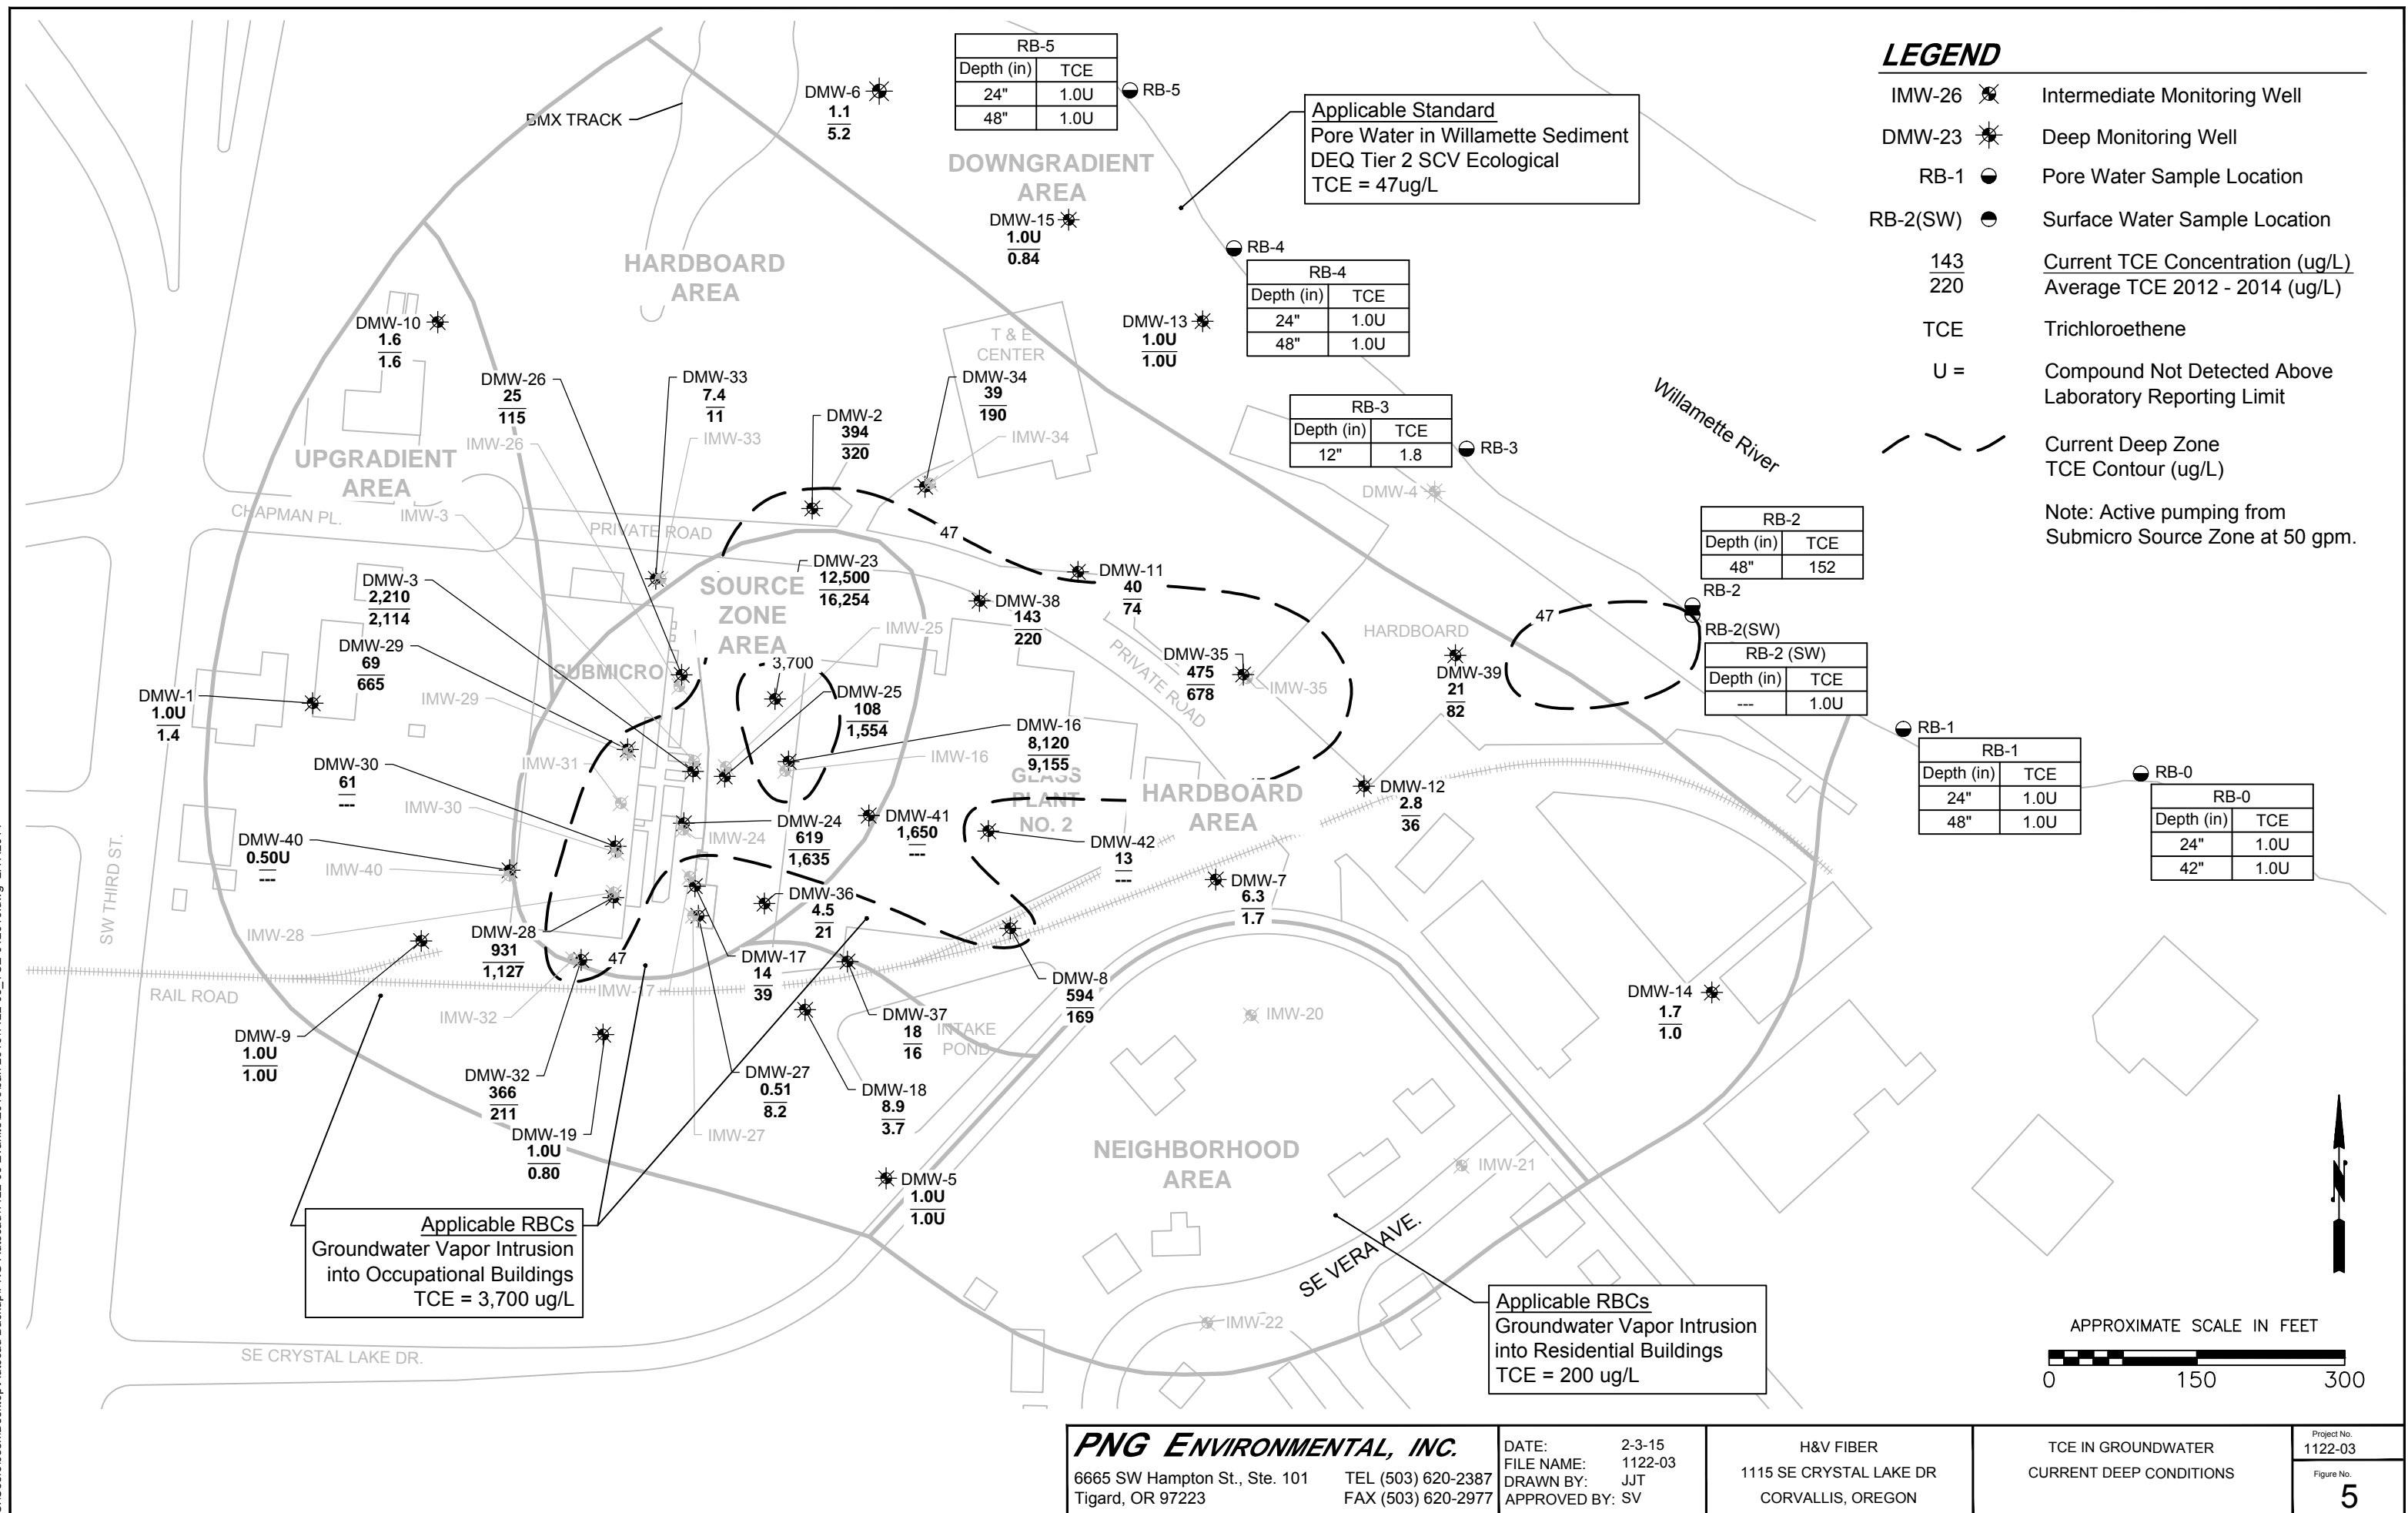 RB-5
Depth (in) TCE
24" 1.0U
48" 1.0U
RB-5
DMW-6
1.1
5.2
BMX TRACK
Applicable Standard
Pore Water in Willamette Sediment
DEQ Tier 2 SCV Ecological
TCE = 47ug/L
DOWNGRADIENT
AREA
DMW-15
1.0U
0.84
HARDBOARD
AREA
RB-4
RB-4
Depth (in) TCE
24" 1.0U
48" 1.0U
DMW-13
1.0U
1.0U
T & E
CENTER
DMW-10
1.6
1.6
DMW-26
25
115
DMW-33
7.4
11
DMW-2
394
320
DMW-34
39
190
IMW-26
IMW-33
IMW-34
RB-3
Depth (in) TCE
12" 1.8
RB-3
Willamette River
DMW-4
UPGRADIENT
AREA
CHAPMAN PL.
IMW-3
PRIVATE ROAD
47
RB-2
Depth (in) TCE
48" 152
RB-2
RB-2(SW)
RB-2 (SW)
Depth (in) TCE
--- 1.0U
DMW-23
12,500
16,254
SOURCE
ZONE
AREA
DMW-3
2,210
2,114
DMW-11
40
74
DMW-38
143
220
IMW-25
HARDBOARD
47
DMW-29
69
665
SUBMICRO
3,700
PRIVATE ROAD
DMW-35
475
678
IMW-35
DMW-39
21
82
DMW-1
1.0U
1.4
IMW-29
DMW-25
108
1,554
DMW-16
8,120
9,155
IMW-16
RB-1
RB-1
Depth (in) TCE
24" 1.0U
48" 1.0U
RB-0
RB-0
Depth (in) TCE
24" 1.0U
42" 1.0U
DMW-30
61
---
IMW-31
IMW-30
GLASS
PLANT
NO. 2
HARDBOARD
AREA
DMW-12
2.8
36
DMW-40
0.50U
---
IMW-40
DMW-24
619
1,635
IMW-24
DMW-41
1,650
---
DMW-42
13
---
SW THIRD ST.
DMW-36
4.5
21
DMW-7
6.3
1.7
IMW-28
DMW-28
931
1,127
47
DMW-17
14
39
IMW-17
RAIL ROAD
IMW-32
DMW-8
594
169
DMW-14
1.7
1.0
DMW-9
1.0U
1.0U
DMW-37
18
16
INTAKE
POND
IMW-20
DMW-32
366
211
DMW-27
0.51
8.2
DMW-18
8.9
3.7
DMW-19
1.0U
0.80
IMW-27
NEIGHBORHOOD
AREA
IMW-21
DMW-5
1.0U
1.0U
Applicable RBCs
Groundwater Vapor Intrusion
into Occupational Buildings
TCE = 3,700 ug/L
SE VERA AVE.
Applicable RBCs
Groundwater Vapor Intrusion
into Residential Buildings
TCE = 200 ug/L
IMW-22
SE CRYSTAL LAKE DR.
LEGEND
IMW-26 Intermediate Monitoring Well
DMW-23 Deep Monitoring Well
RB-1 Pore Water Sample Location
RB-2(SW) Surface Water Sample Location
143 Current TCE Concentration (ug/L)
220 Average TCE 2012 - 2014 (ug/L)
TCE Trichloroethene
U = Compound Not Detected Above
Laboratory Reporting Limit
Current Deep Zone
TCE Contour (ug/L)
Note: Active pumping from
Submicro Source Zone at 50 gpm.
N
APPROXIMATE SCALE IN FEET
0 150 300
PNG ENVIRONMENTAL, INC.
6665 SW Hampton St., Ste. 101 TEL (503) 620-2387
Tigard, OR 97223 FAX (503) 620-2977
DATE: 2-3-15
FILE NAME: 1122-03
DRAWN BY: JJT
APPROVED BY: SV
H&V FIBER
1115 SE CRYSTAL LAKE DR
CORVALLIS, OREGON
TCE IN GROUNDWATER
CURRENT DEEP CONDITIONS
Project No.
1122-03
Figure No.
5